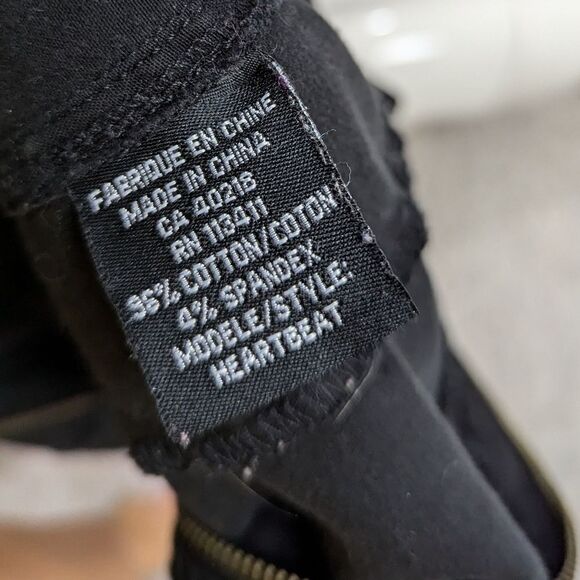 FABRIQUE EN CHINE
MADE IN CHINA
CA 40218
RN 113411
96% COTTON/COTON
4% SPANDEX
MODELE/STYLE:
HEARTBEAT